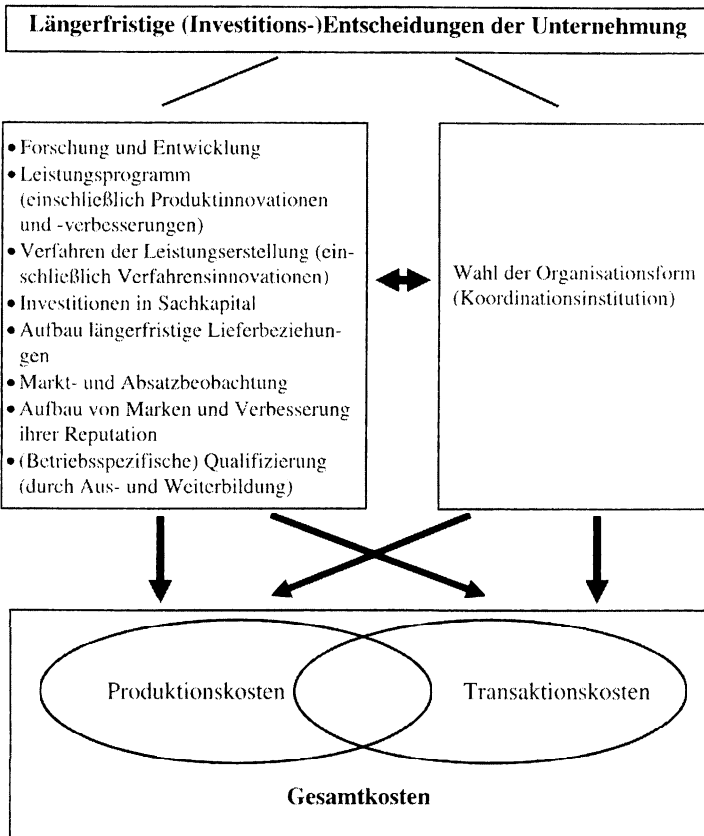 Längerfristige (Investitions-)Entscheidungen der Unternehmung
• Forschung und Entwicklung
• Leistungsprogramm
(einschließlich Produktinnovationen
und -verbesserungen)
• Verfahren der Leistungserstellung (ein-
schließlich Verfahrensinnovationen)
• Investitionen in Sachkapital
• Aufbau längerfristige Lieferbeziehun-
gen
• Markt- und Absatzbeobachtung
• Aufbau von Marken und Verbesserung
ihrer Reputation
• (Betriebsspezifische) Qualifizierung
(durch Aus- und Weiterbildung)
Wahl der Organisationsform
(Koordinationsinstitution)
Produktionskosten
Transaktionskosten
Gesamtkosten